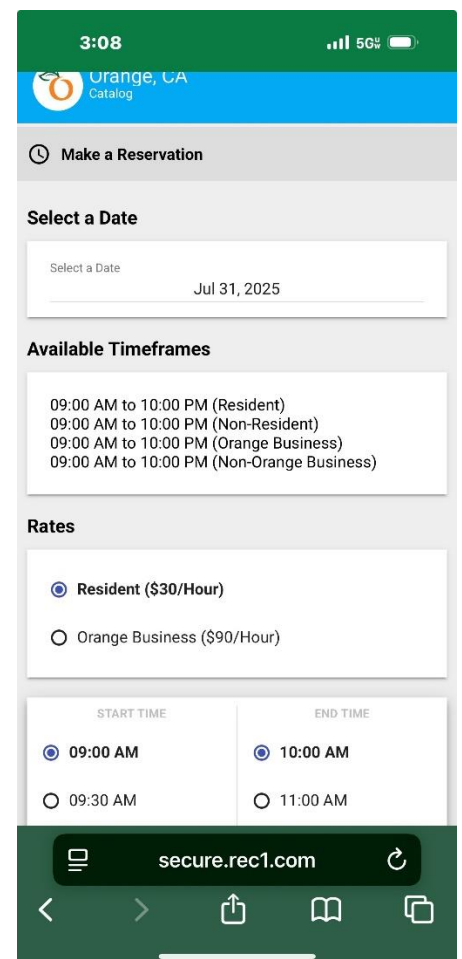 3:08
5G
Orange, CA
Catalog
Make a Reservation
Select a Date
Select a Date
Jul 31, 2025
Available Timeframes
09:00 AM to 10:00 PM (Resident)
09:00 AM to 10:00 PM (Non-Resident)
09:00 AM to 10:00 PM (Orange Business)
09:00 AM to 10:00 PM (Non-Orange Business)
Rates
Resident ($30/Hour)
Orange Business ($90/Hour)
START TIME
END TIME
09:00 AM
10:00 AM
09:30 AM
11:00 AM
secure.rec1.com